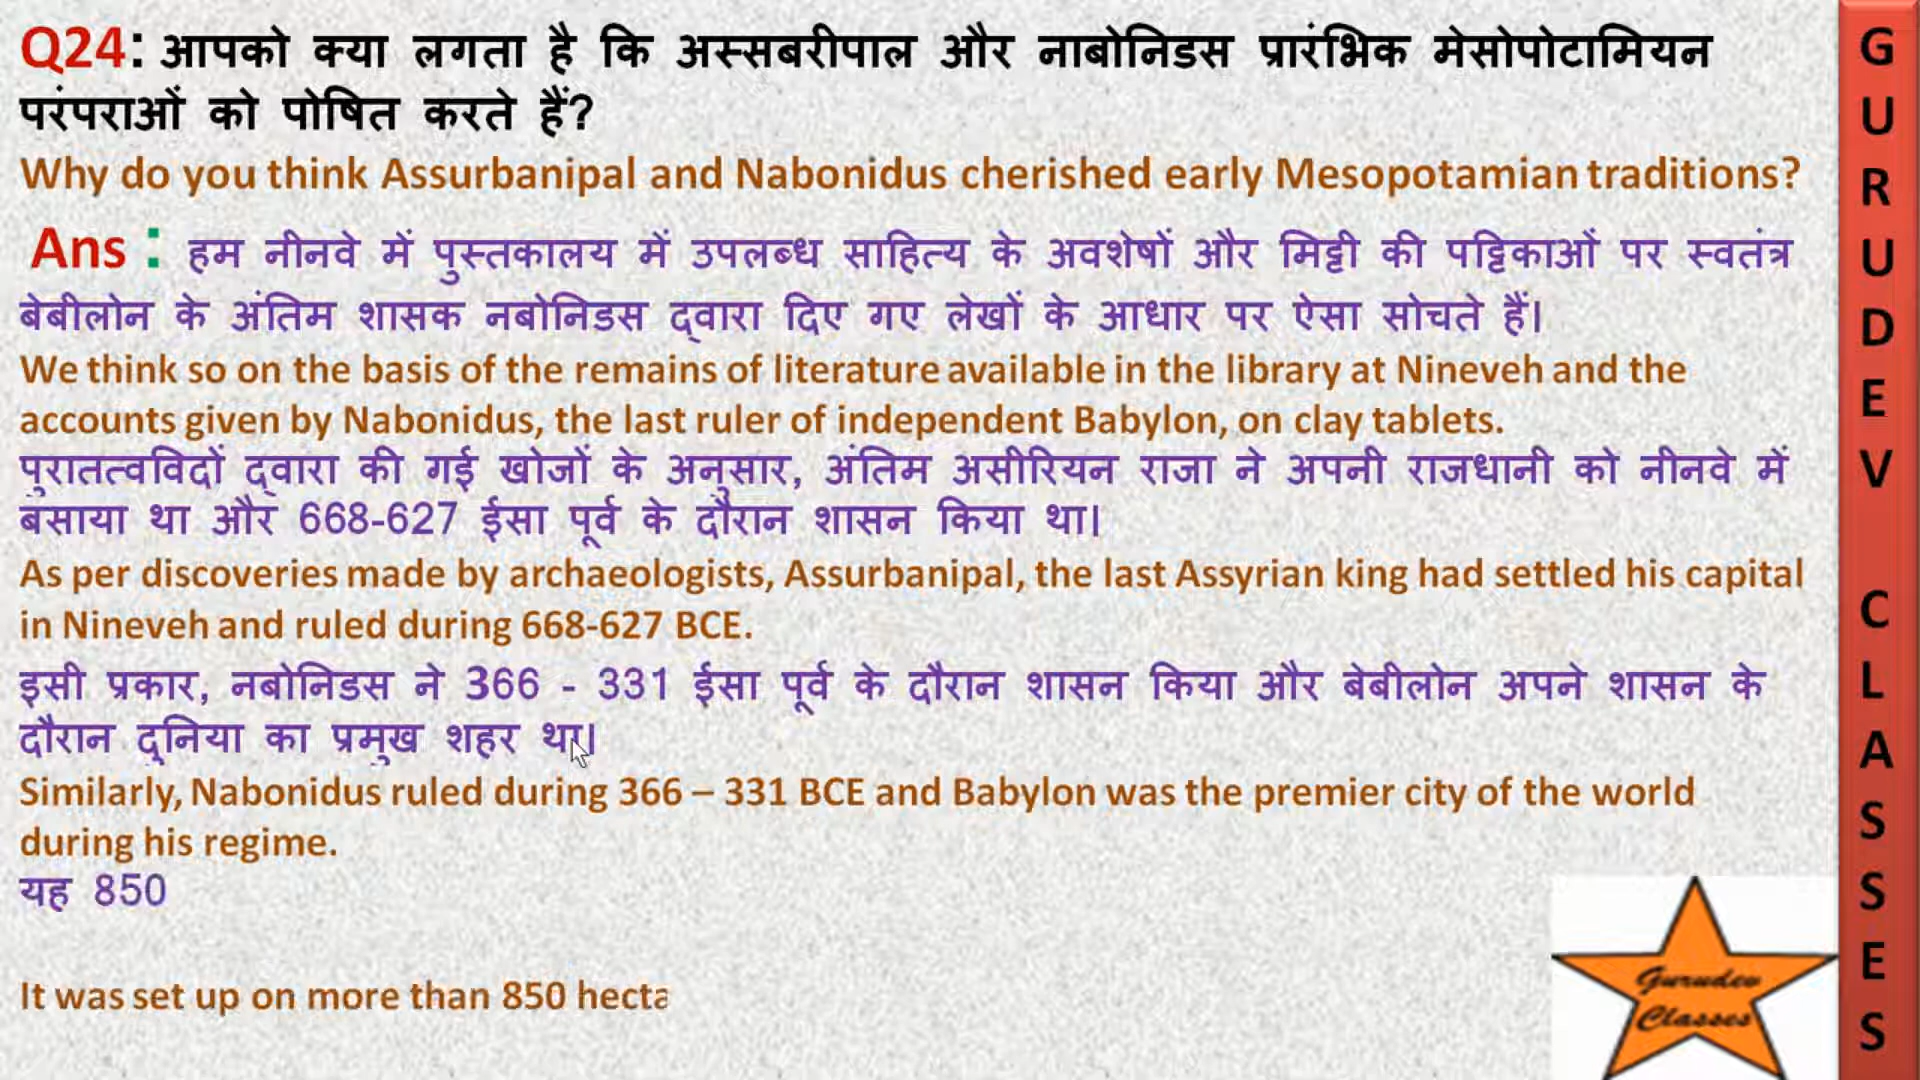 Q24: आपको क्या लगता है कि अस्सबरीपाल और नाबोनिडस प्रारंभिक मेसोपोटामियन
परंपराओं को पोषित करते हैं?
Why do you think Assurbanipal and Nabonidus cherished early Mesopotamian traditions?
Ans : हम नीनवे में पुस्तकालय में उपलब्ध साहित्य के अवशेषों और मिट्टी की पट्टिकाओं पर स्वतंत्र
बेबीलोन के अंतिम शासक नबोनिडस द्वारा दिए गए लेखों के आधार पर ऐसा सोचते हैं।
We think so on the basis of the remains of literature available in the library at Nineveh and the
accounts given by Nabonidus, the last ruler of independent Babylon, on clay tablets.
पुरातत्वविदों द्वारा की गई खोजों के अनुसार, अंतिम असीरियन राजा ने अपनी राजधानी को नीनवे में
बसाया था और 668-627 ईसा पूर्व के दौरान शासन किया था।
As per discoveries made by archaeologists, Assurbanipal, the last Assyrian king had settled his capital
in Nineveh and ruled during 668-627 BCE.
इसी प्रकार, नबोनिडस ने 366 - 331 ईसा पूर्व के दौरान शासन किया और बेबीलोन अपने शासन के
दौरान दुनिया का प्रमुख शहर था।
Similarly, Nabonidus ruled during 366 – 331 BCE and Babylon was the premier city of the world
during his regime.
यह 850
It was set up on more than 850 hecta
GURUDEV CLASSES
Gurudev
Classes